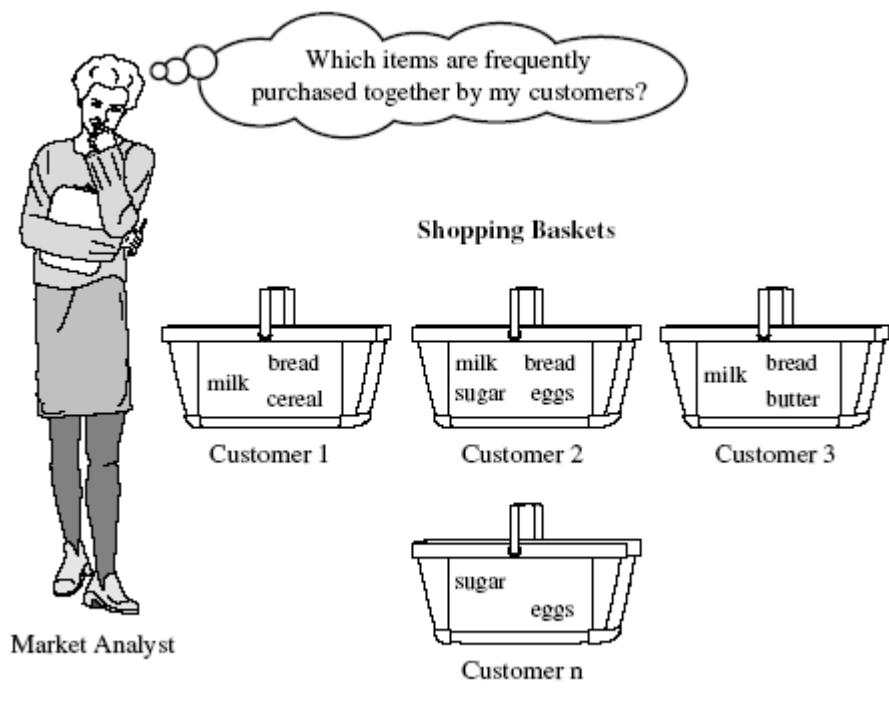 Which items are frequently
purchased together by my customers?
Shopping Baskets
milk
bread
cereal
Customer 1
milk bread
sugar eggs
Customer 2
milk
bread
butter
Customer 3
sugar
eggs
Customer n
Market Analyst